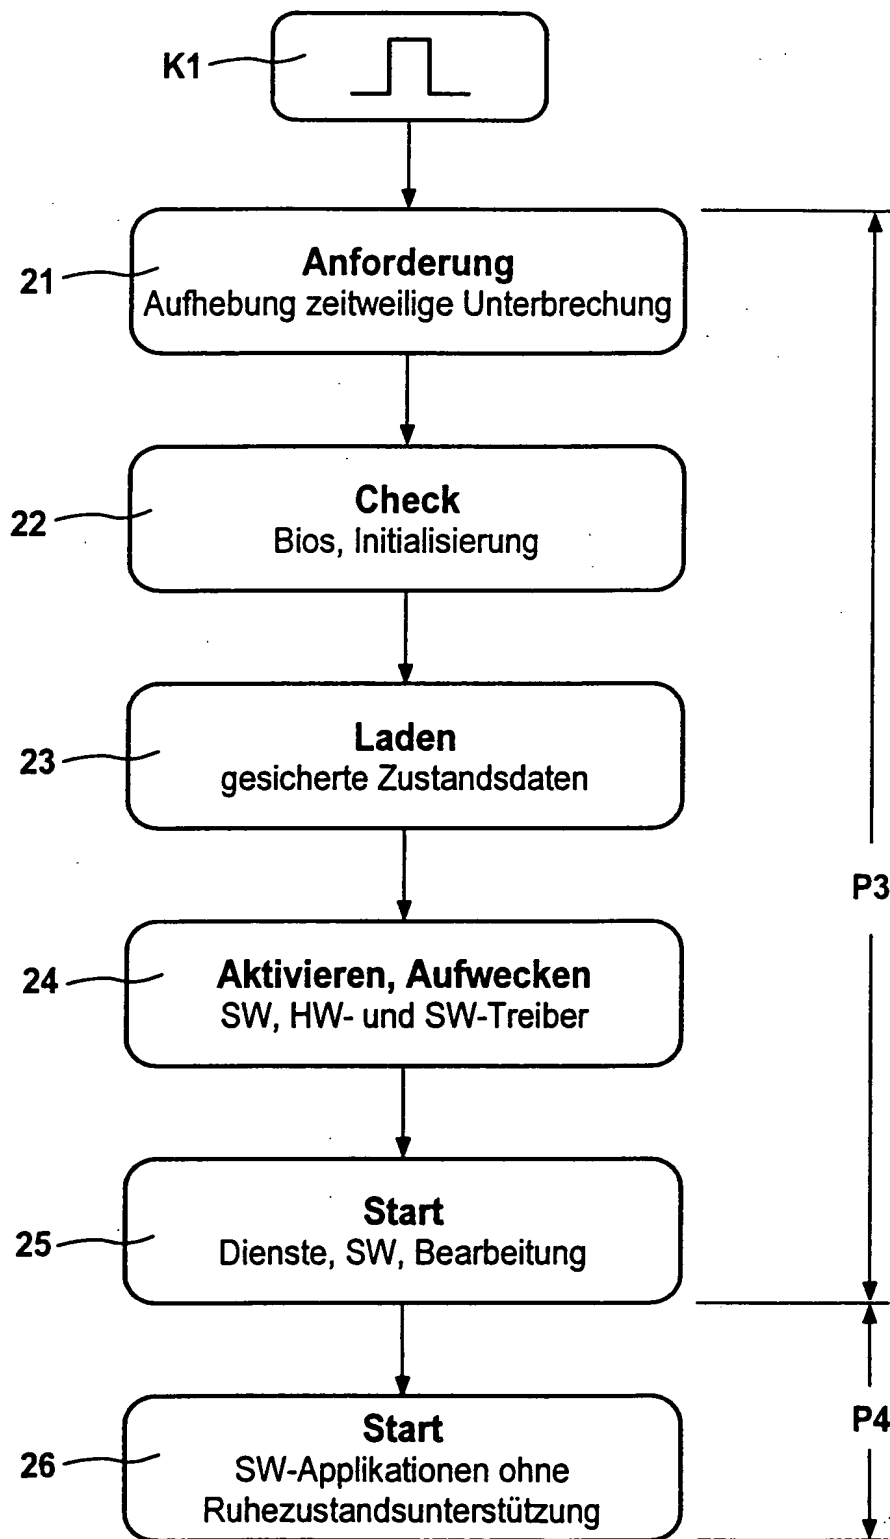 K1
21
Anforderung
Aufhebung zeitweilige Unterbrechung
22
Check
Bios, Initialisierung
23
Laden
gesicherte Zustandsdaten
P3
24
Aktivieren, Aufwecken
SW, HW- und SW-Treiber
25
Start
Dienste, SW, Bearbeitung
P4
26
Start
SW-Applikationen ohne
Ruhezustandsunterstützung